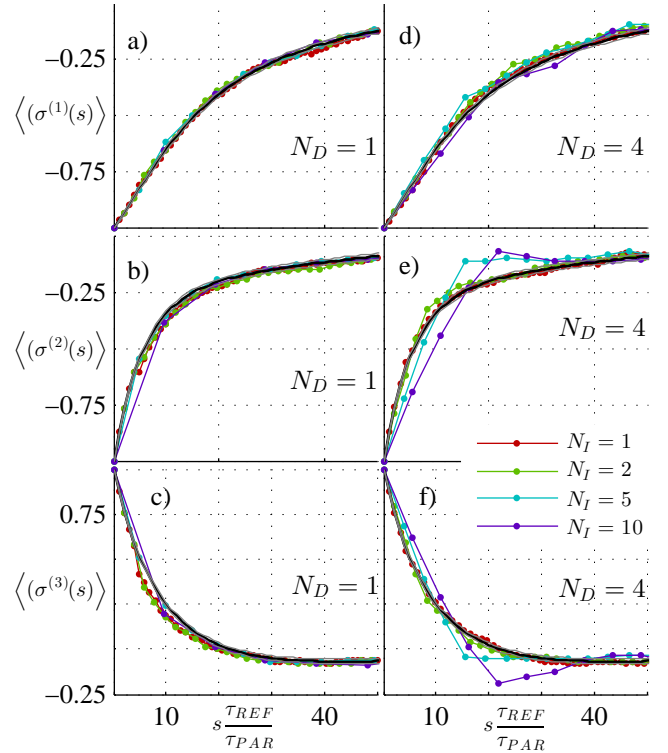 a)
d)
−0.25
⟨(σ^(1)(s)⟩
−0.75
N_D = 1
N_D = 4
b)
e)
−0.25
⟨(σ^(2)(s)⟩
−0.75
N_D = 1
N_D = 4
N_I = 1
N_I = 2
N_I = 5
N_I = 10
c)
f)
0.75
⟨(σ^(3)(s)⟩
N_D = 1
N_D = 4
−0.25
10
40
10
40
s τ_REF/τ_PAR
s τ_REF/τ_PAR